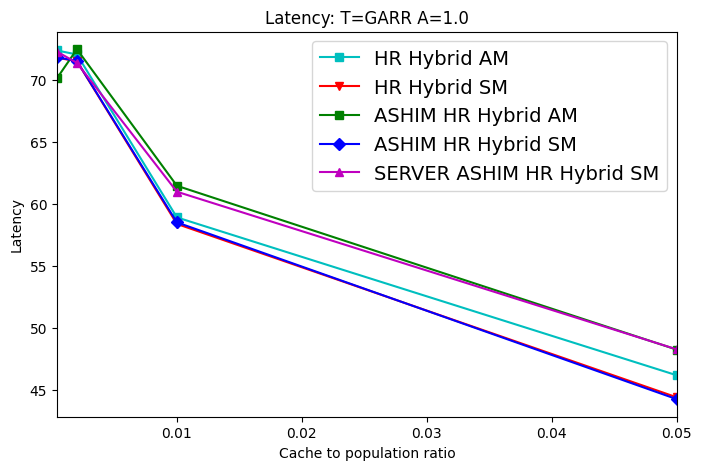 Latency: T=GARR A=1.0
HR Hybrid AM
HR Hybrid SM
ASHIM HR Hybrid AM
ASHIM HR Hybrid SM
SERVER ASHIM HR Hybrid SM
Latency
70
65
60
55
50
45
0.01
0.02
0.03
0.04
0.05
Cache to population ratio